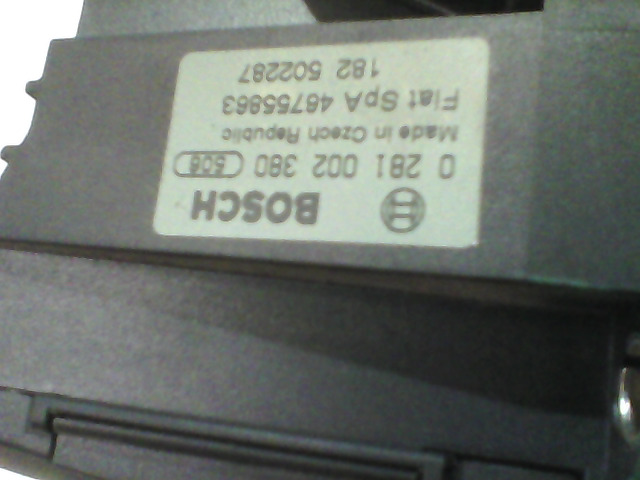 BOSCH
0 281 002 380 508
Made in Czech Republic
Fiat SpA 46755863
182 502287